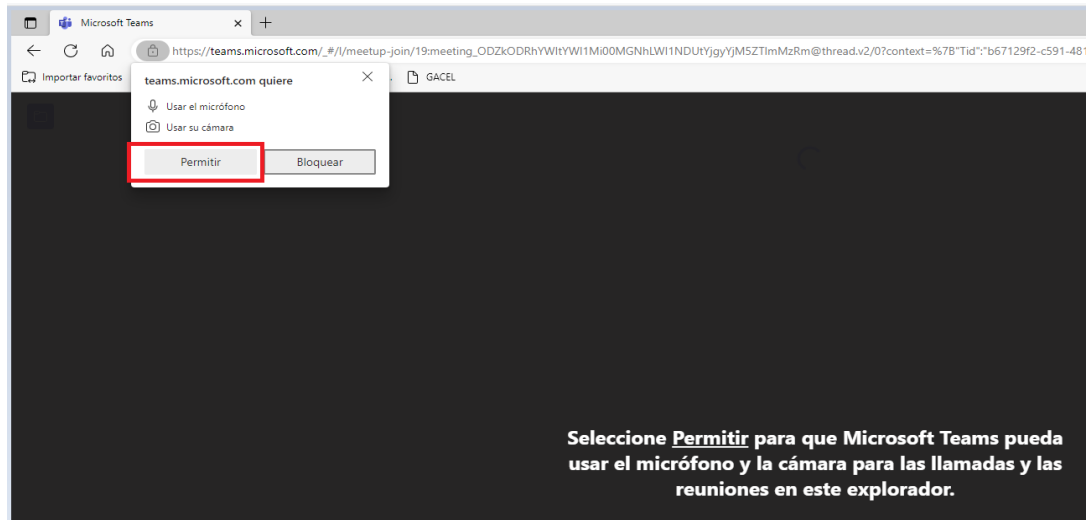 Microsoft Teams
https://teams.microsoft.com/_#/l/meetup-join/19:meeting_ODZkODRhYWItYWI1Mi00MGNhLWI1NDUtYjgyYjM5ZTlmMzRm@thread.v2/0?context=%7B"Tid":"b67129f2-c591-481
Importar favoritos
GACEL
teams.microsoft.com quiere
Usar el micrófono
Usar su cámara
Permitir Bloquear
Seleccione Permitir para que Microsoft Teams pueda
usar el micrófono y la cámara para las llamadas y las
reuniones en este explorador.